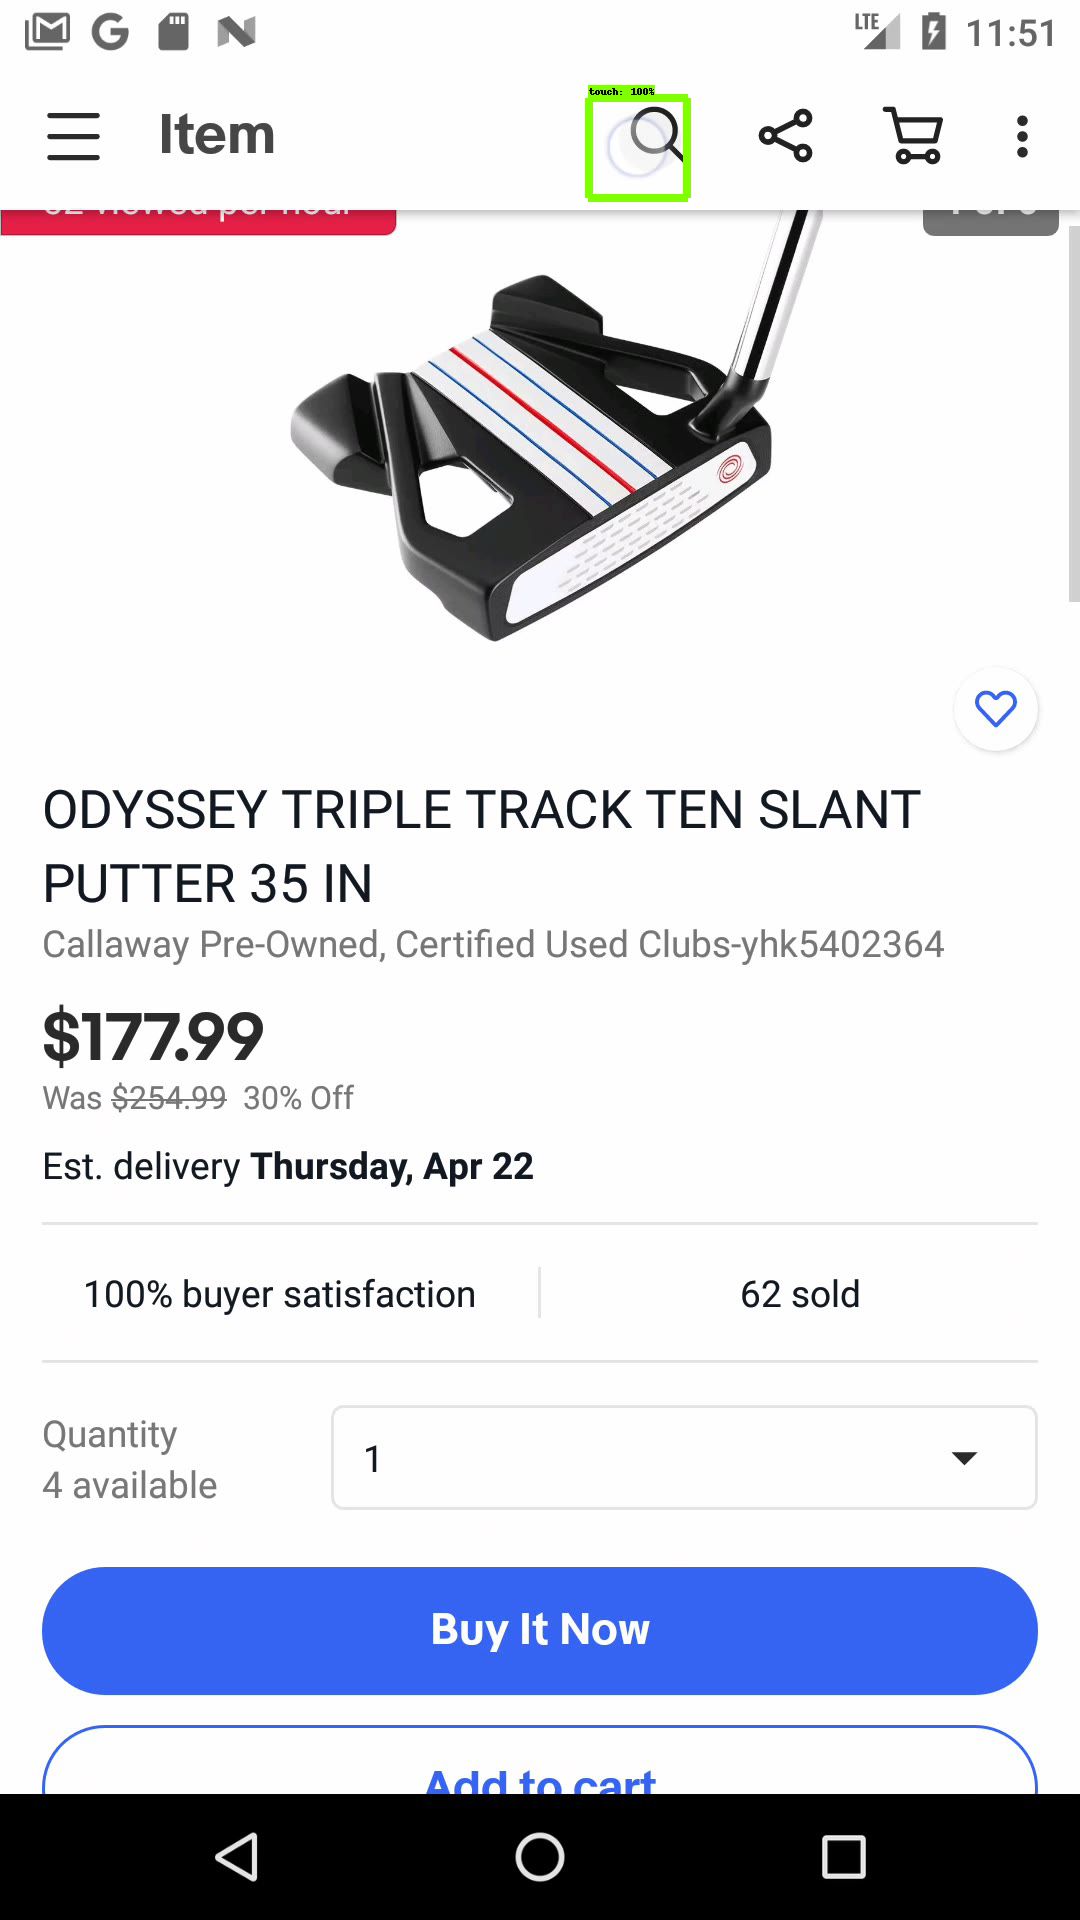 LTE 11:51
touch: 100%
Item
ODYSSEY TRIPLE TRACK TEN SLANT
PUTTER 35 IN
Callaway Pre-Owned, Certified Used Clubs-yhk5402364
$177.99
Was $254.99 30% Off
Est. delivery Thursday, Apr 22
100% buyer satisfaction
62 sold
Quantity
4 available
1
Buy It Now
Add to cart